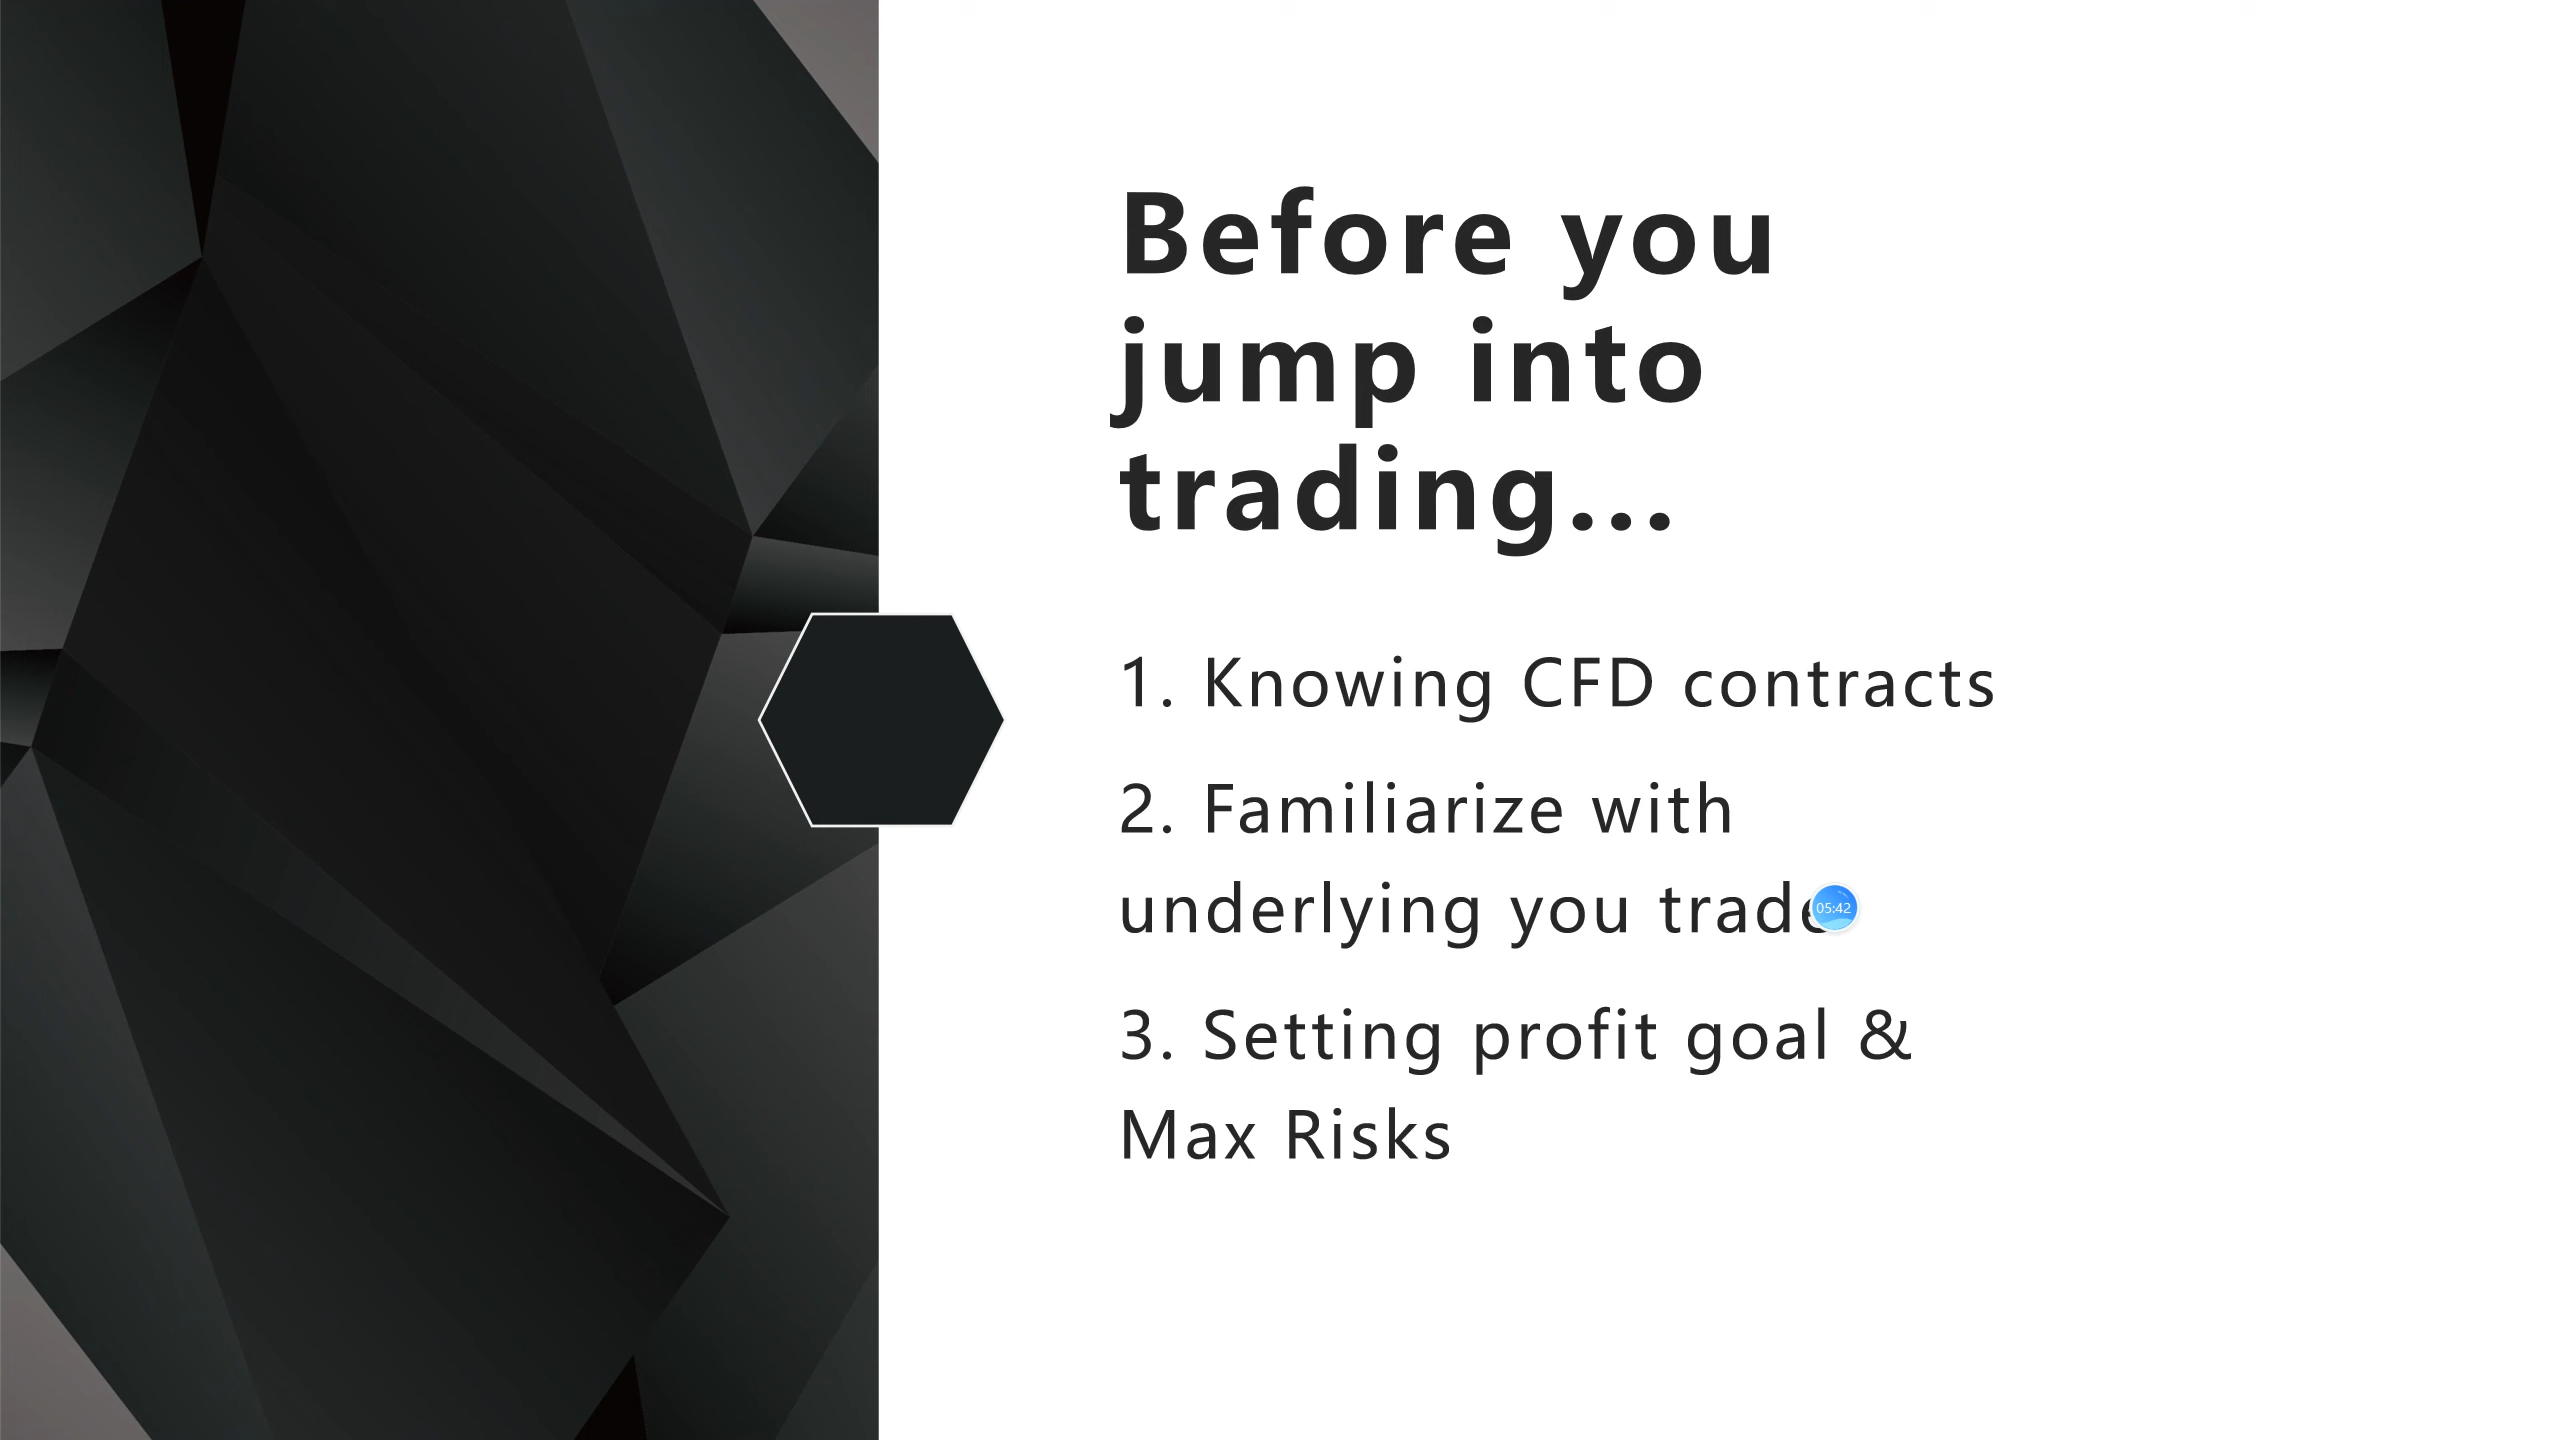 Before you
jump into
trading...
1. Knowing CFD contracts
2. Familiarize with
underlying you trade
05:42
3. Setting profit goal &
Max Risks